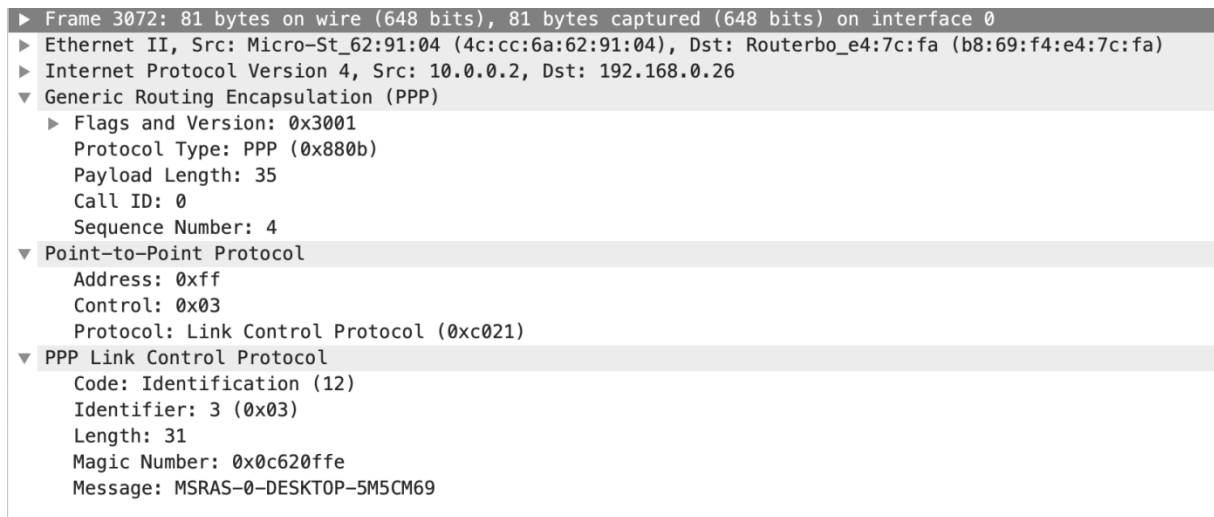 Frame 3072: 81 bytes on wire (648 bits), 81 bytes captured (648 bits) on interface 0
Ethernet II, Src: Micro-St_62:91:04 (4c:cc:6a:62:91:04), Dst: Routerbo_e4:7c:fa (b8:69:f4:e4:7c:fa)
Internet Protocol Version 4, Src: 10.0.0.2, Dst: 192.168.0.26
Generic Routing Encapsulation (PPP)
Flags and Version: 0x3001
Protocol Type: PPP (0x880b)
Payload Length: 35
Call ID: 0
Sequence Number: 4
Point-to-Point Protocol
Address: 0xff
Control: 0x03
Protocol: Link Control Protocol (0xc021)
PPP Link Control Protocol
Code: Identification (12)
Identifier: 3 (0x03)
Length: 31
Magic Number: 0x0c620ffe
Message: MSRAS-0-DESKTOP-5M5CM69